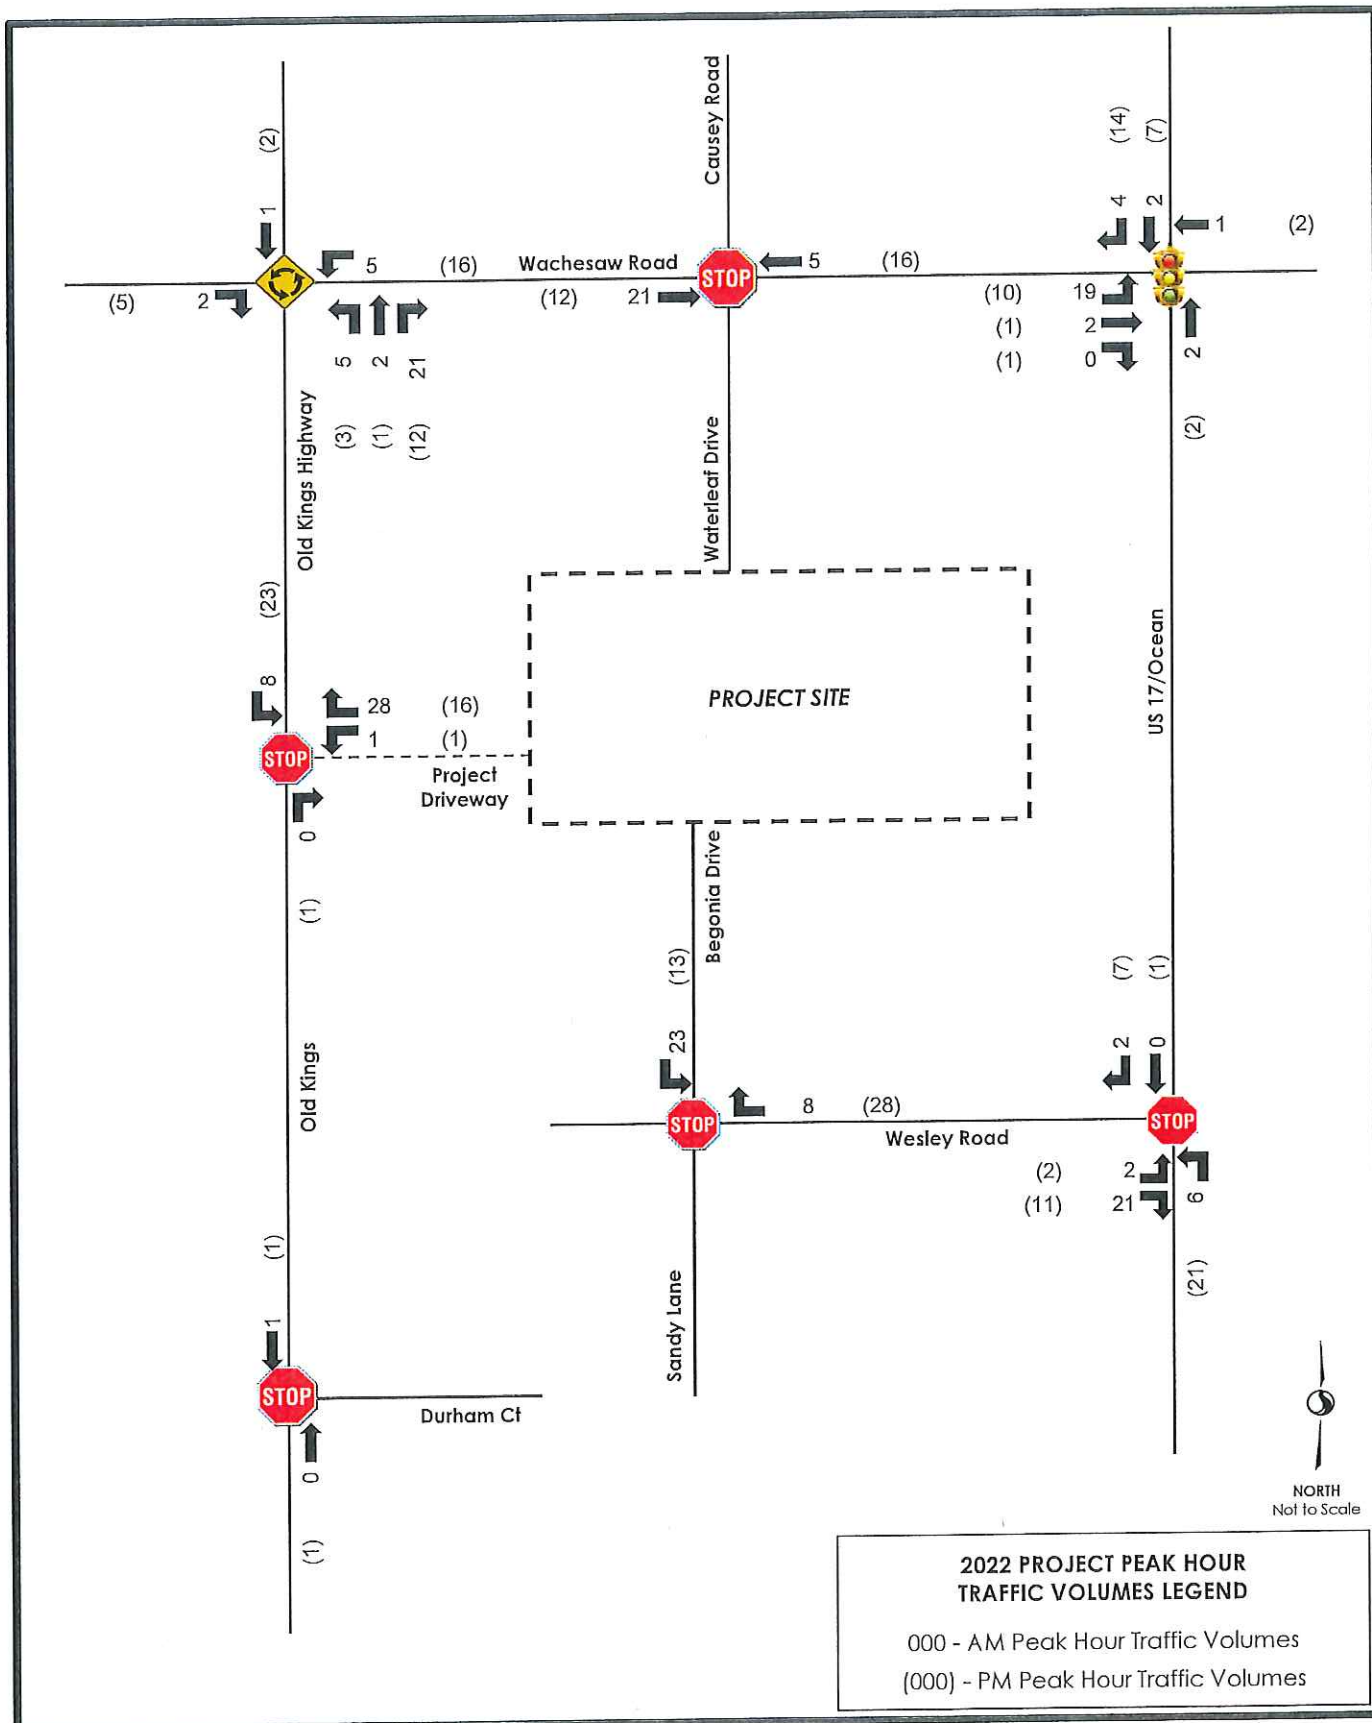 Causey Road
(2)
(14)
(7)
1
4
2
1 (2)
5 (16)
Wachesaw Road
STOP
5 (16)
(5) 2
(12) 21
(10) 19
(1) 2
(1) 0
2
5
2
21
(3)
(1)
(12)
(2)
Old Kings Highway
Waterleaf Drive
US 17/Ocean
(23)
8
28 (16)
1 (1)
STOP
Project
Driveway
PROJECT SITE
0
(1)
Begonia Drive
(13)
23
(7)
(1)
2
0
Old Kings
STOP
8 (28)
Wesley Road
STOP
(2) 2
(11) 21
6
(21)
(1)
1
Sandy Lane
STOP
Durham Ct
0
(1)
NORTH
Not to Scale
2022 PROJECT PEAK HOUR
TRAFFIC VOLUMES LEGEND
000 - AM Peak Hour Traffic Volumes
(000) - PM Peak Hour Traffic Volumes